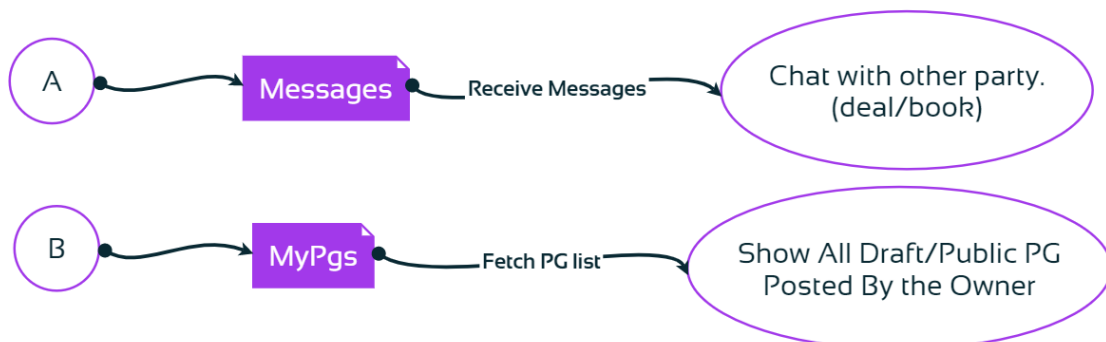 A
Messages
Receive Messages
Chat with other party.
(deal/book)
B
MyPgs
Fetch PG list
Show All Draft/Public PG
Posted By the Owner